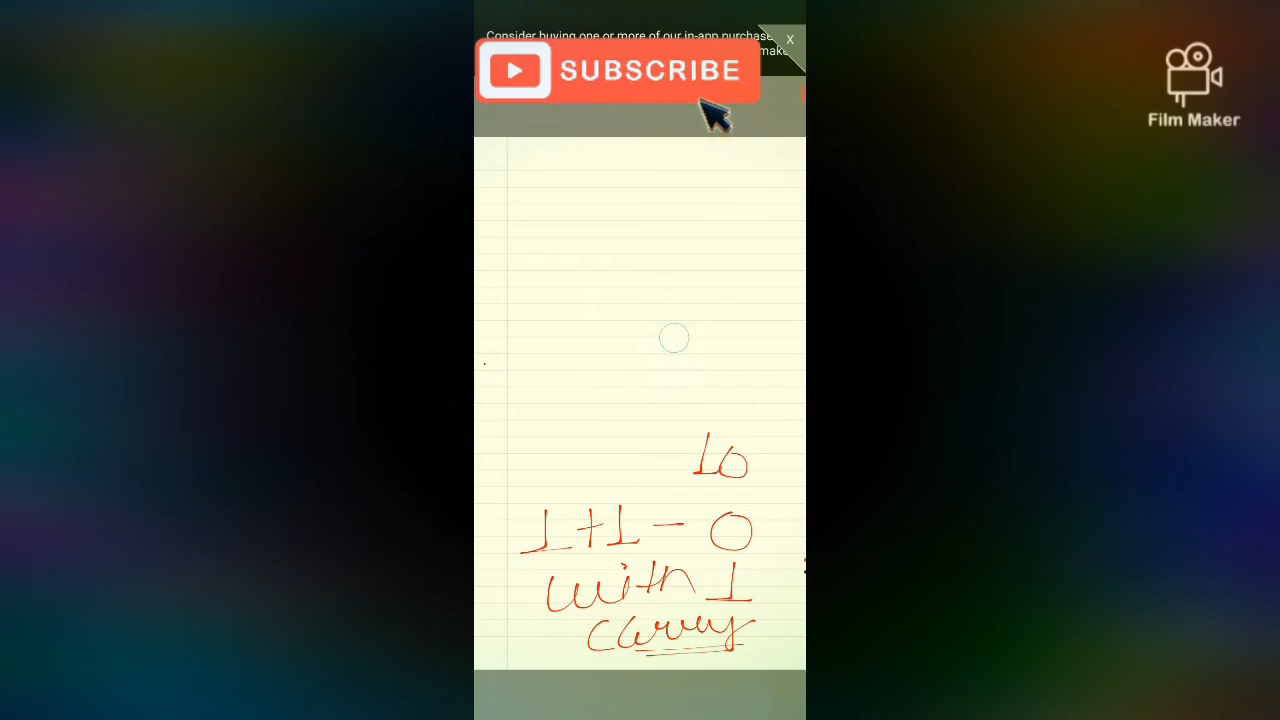 Consider buying one or more of our in-app purchase
X
SUBSCRIBE
Film Maker
10
1+1 - 0
with 1
carry